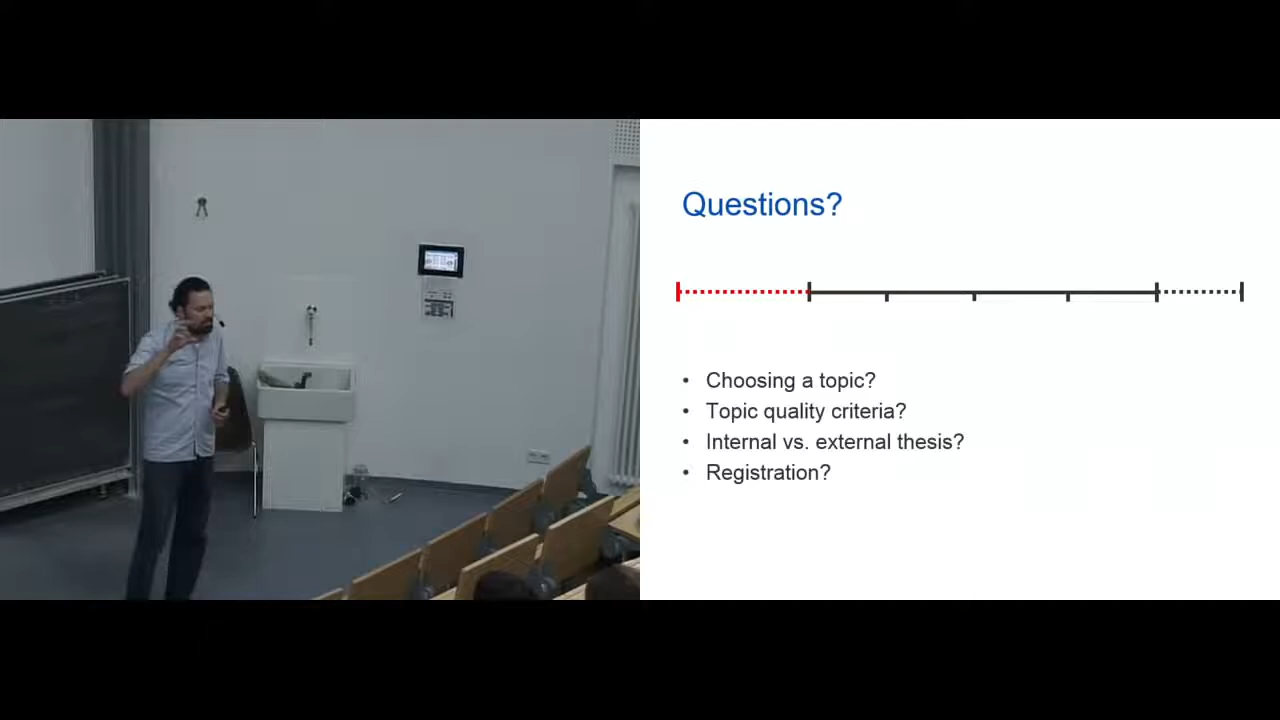 Questions?
• Choosing a topic?
• Topic quality criteria?
• Internal vs. external thesis?
• Registration?